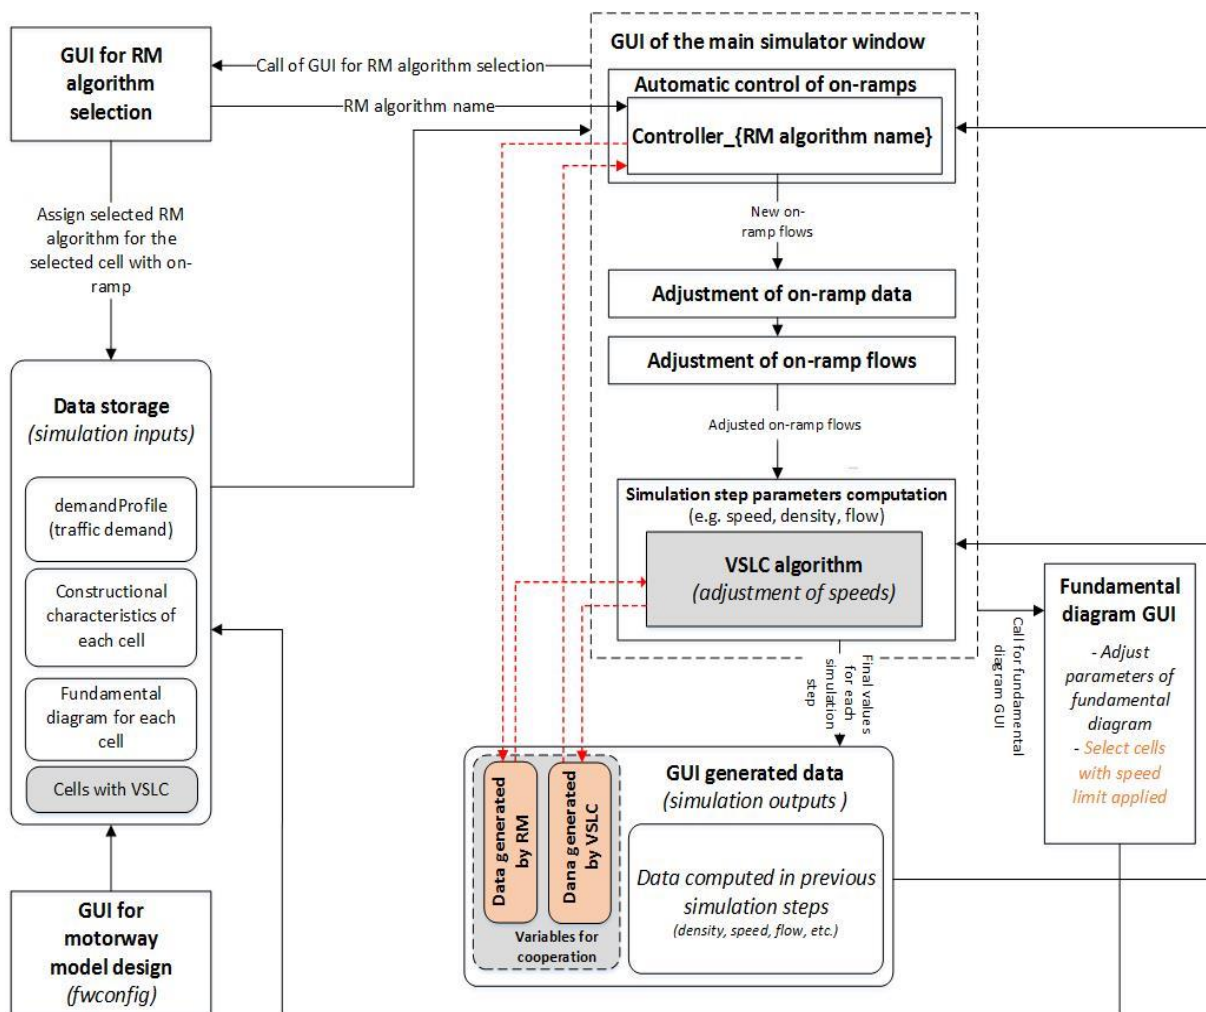 GUI for RM
algorithm
selection
Call of GUI for RM algorithm selection
RM algorithm name
GUI of the main simulator window
Automatic control of on-ramps
Controller_{RM algorithm name}
Assign selected RM
algorithm for the
selected cell with on-
ramp
New on-
ramp flows
Adjustment of on-ramp data
Adjustment of on-ramp flows
Adjusted on-ramp flows
Data storage
(simulation inputs)
demandProfile
(traffic demand)
Constructional
characteristics of
each cell
Fundamental
diagram for each
cell
Cells with VSLC
Simulation step parameters computation
(e.g. speed, density, flow)
VSLC algorithm
(adjustment of speeds)
Final values
for each
simulation
step
Call for fundamental
diagram GUI
Fundamental
diagram GUI
- Adjust
parameters of
fundamental
diagram
- Select cells
with speed
limit applied
GUI generated data
(simulation outputs )
Data generated
by RM
Dana generated
by VSLC
Variables for
cooperation
Data computed in previous
simulation steps
(density, speed, flow, etc.)
GUI for
motorway
model design
(fwconfig)